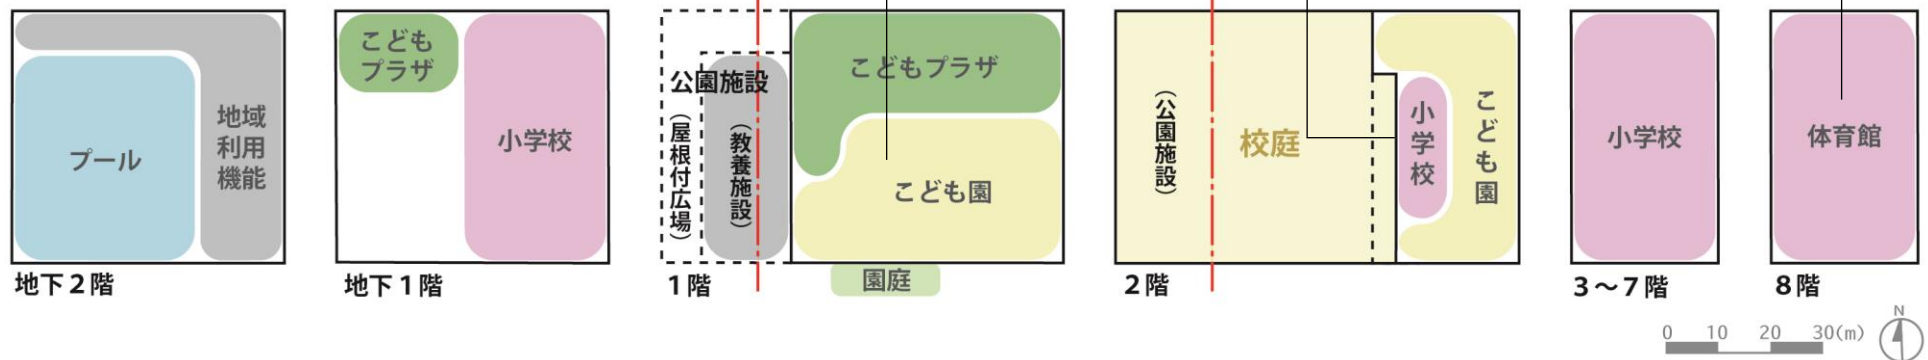 プール
地域
利用
機能
地下2階
こども
プラザ
小学校
地下1階
公園施設
（屋根付広場）
（教養施設）
こどもプラザ
こども園
園庭
1階
（公園施設）
校庭
小学校
こども園
2階
小学校
3～7階
体育館
8階
0 10 20 30(m)
N